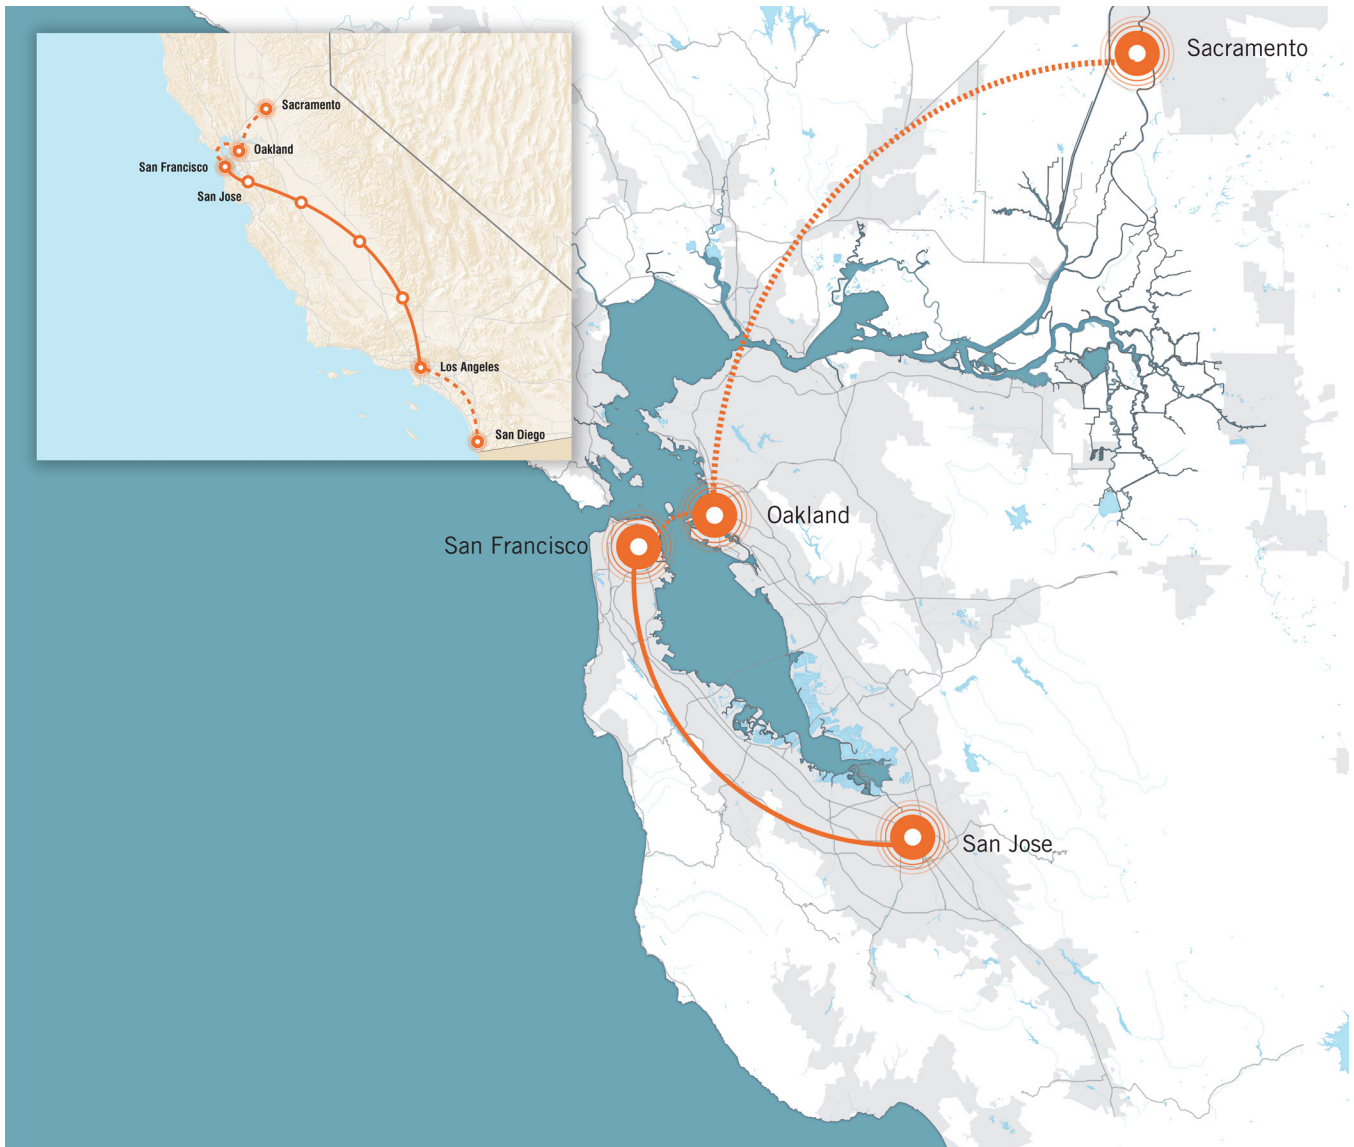 Sacramento
Oakland
San Francisco
San Jose
Los Angeles
San Diego
Sacramento
Oakland
San Francisco
San Jose